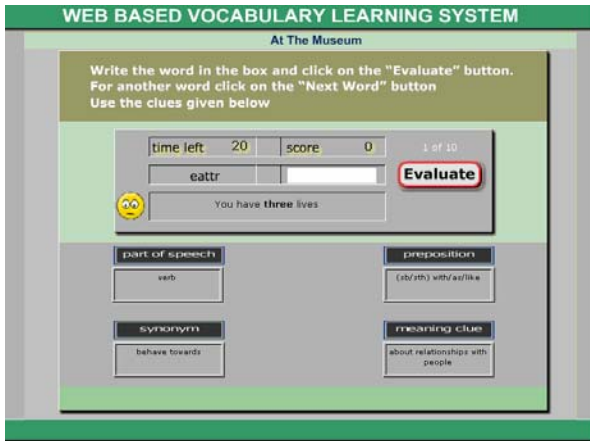 WEB BASED VOCABULARY LEARNING SYSTEM
At The Museum
Write the word in the box and click on the "Evaluate" button.
For another word click on the "Next Word" button
Use the clues given below
time left 20 score 0 1 of 10
eattr Evaluate
You have three lives
part of speech preposition
verb (sb/sth) with/as/like
synonym meaning clue
behave towards about relationships with
people